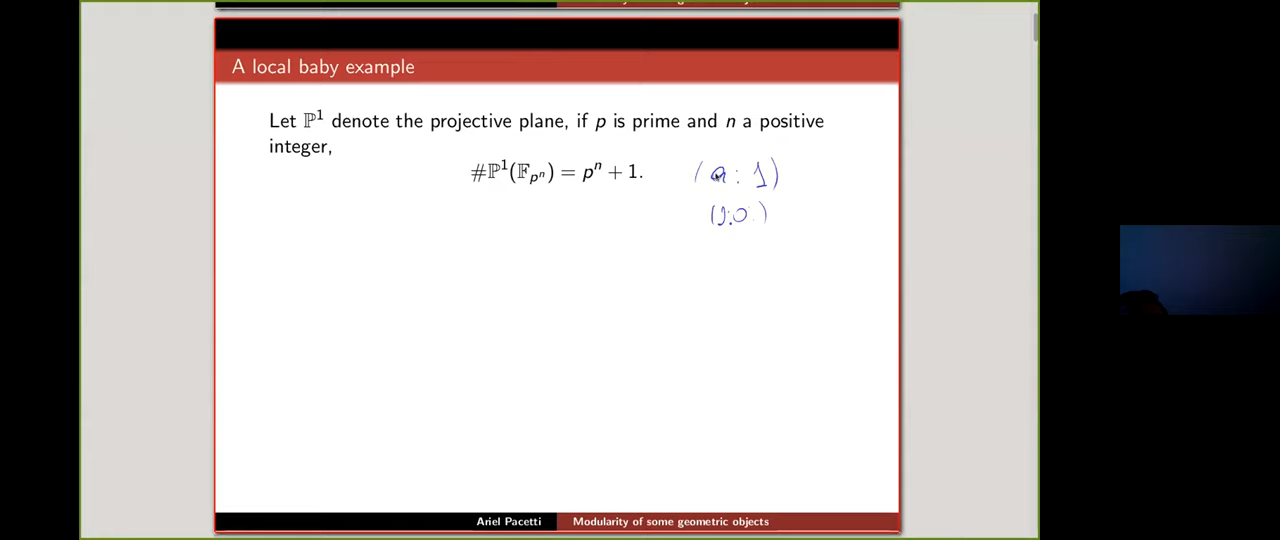 A local baby example
Let ℙ¹ denote the projective plane, if p is prime and n a positive
integer,
#ℙ¹(𝔽_{pⁿ}) = pⁿ + 1.
(a : 1)
(1:0)
Ariel Pacetti
Modularity of some geometric objects